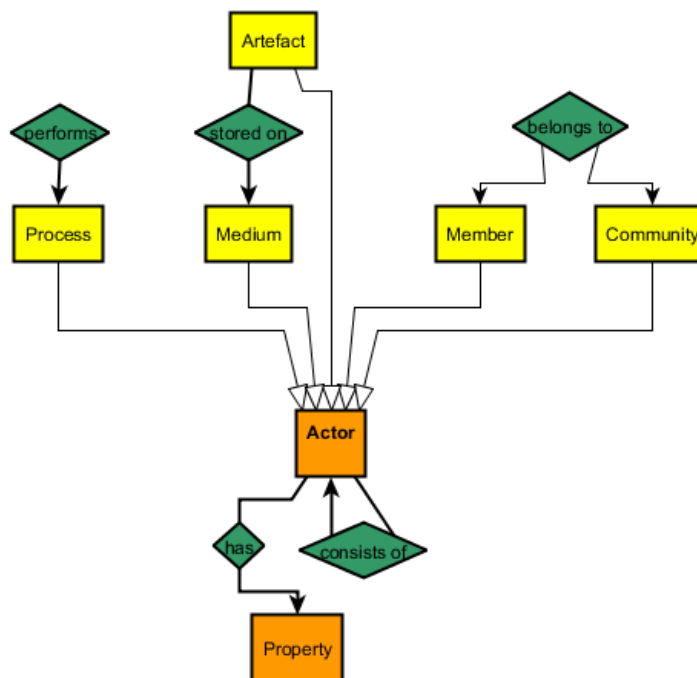 Artefact
performs
stored on
belongs to
Process
Medium
Member
Community
Actor
has
consists of
Property